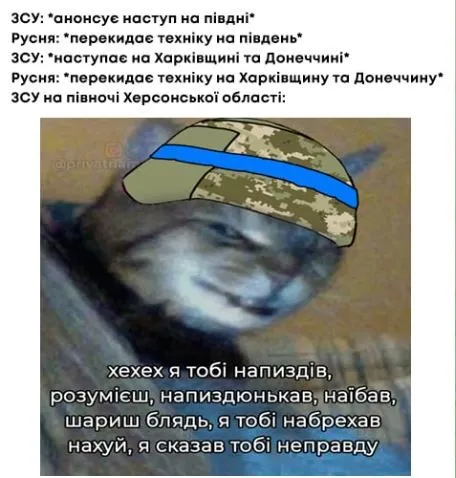 ЗСУ: *анонсує наступ на півдні*
Русня: *перекидає техніку на південь*
ЗСУ: *наступає на Харківщині та Донеччині*
Русня: *перекидає техніку на Харківщину та Донеччину*
ЗСУ на півночі Херсонської області:
хехех я тобі напиздів,
розумієш, напиздюнькав, наїбав,
шариш блядь, я тобі набрехав
нахуй, я сказав тобі неправду